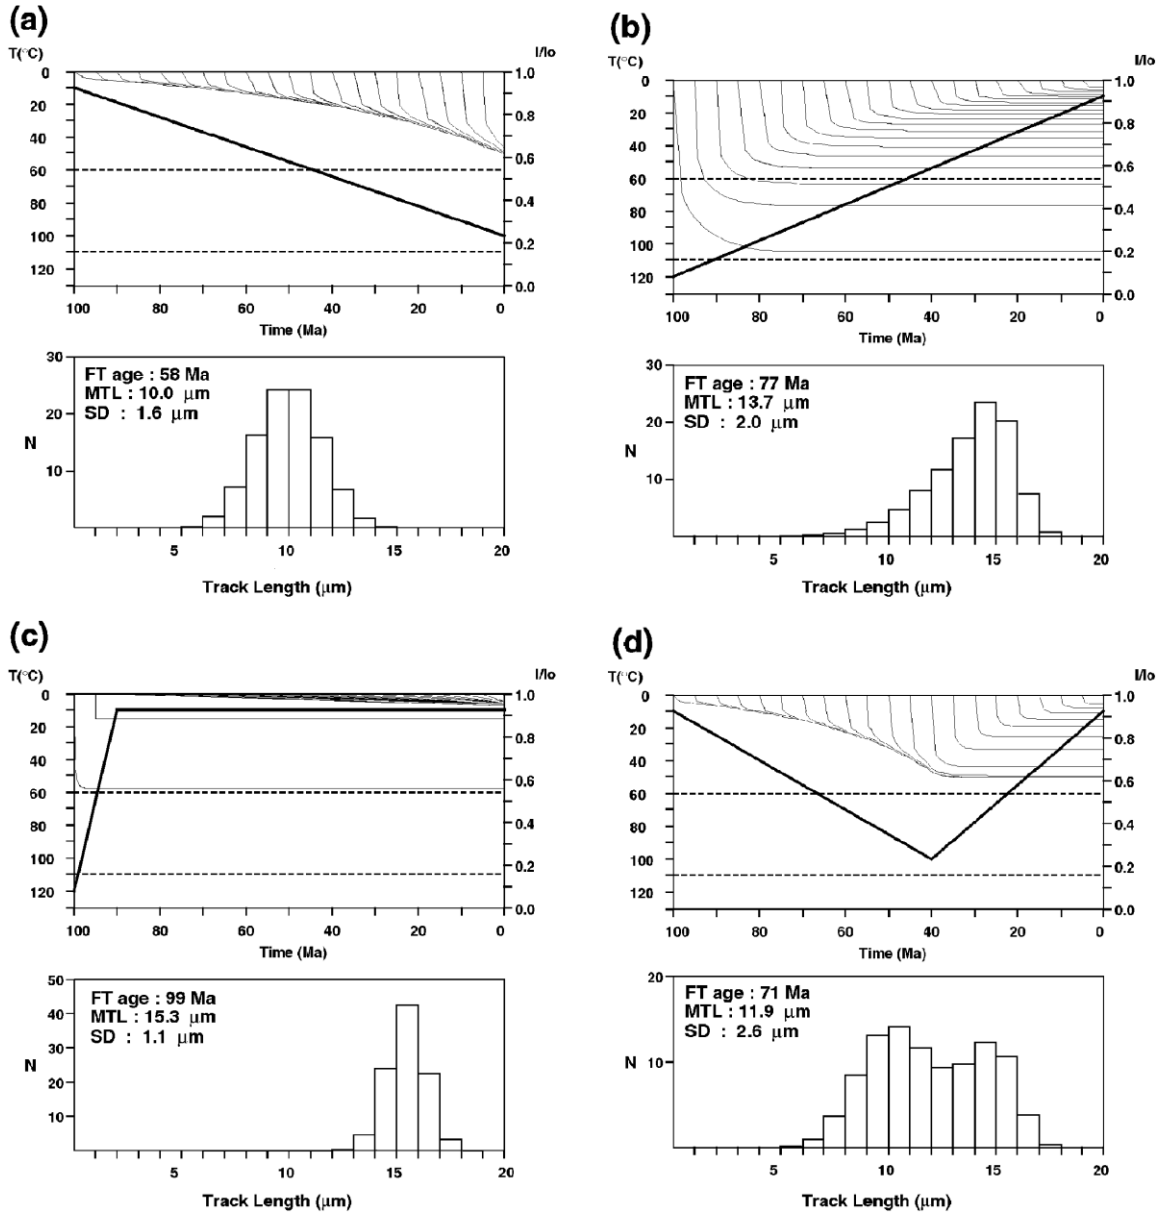 (a)
T(°C)
l/lo
0
20
40
60
80
100
120
1.0
0.8
0.6
0.4
0.2
0.0
100 80 60 40 20 0
Time (Ma)
30
20
10
N
FT age : 58 Ma
MTL : 10.0 μm
SD : 1.6 μm
5 10 15 20
Track Length (μm)
(b)
T(°C)
l/lo
0
20
40
60
80
100
120
1.0
0.8
0.6
0.4
0.2
0.0
100 80 60 40 20 0
Time (Ma)
30
20
10
N
FT age : 77 Ma
MTL : 13.7 μm
SD : 2.0 μm
5 10 15 20
Track Length (μm)
(c)
T(°C)
l/lo
0
20
40
60
80
100
120
1.0
0.8
0.6
0.4
0.2
0.0
100 80 60 40 20 0
Time (Ma)
50
40
30
20
10
N
FT age : 99 Ma
MTL : 15.3 μm
SD : 1.1 μm
5 10 15 20
Track Length (μm)
(d)
T(°C)
l/lo
0
20
40
60
80
100
120
1.0
0.8
0.6
0.4
0.2
0.0
100 80 60 40 20 0
Time (Ma)
20
10
N
FT age : 71 Ma
MTL : 11.9 μm
SD : 2.6 μm
5 10 15 20
Track Length (μm)